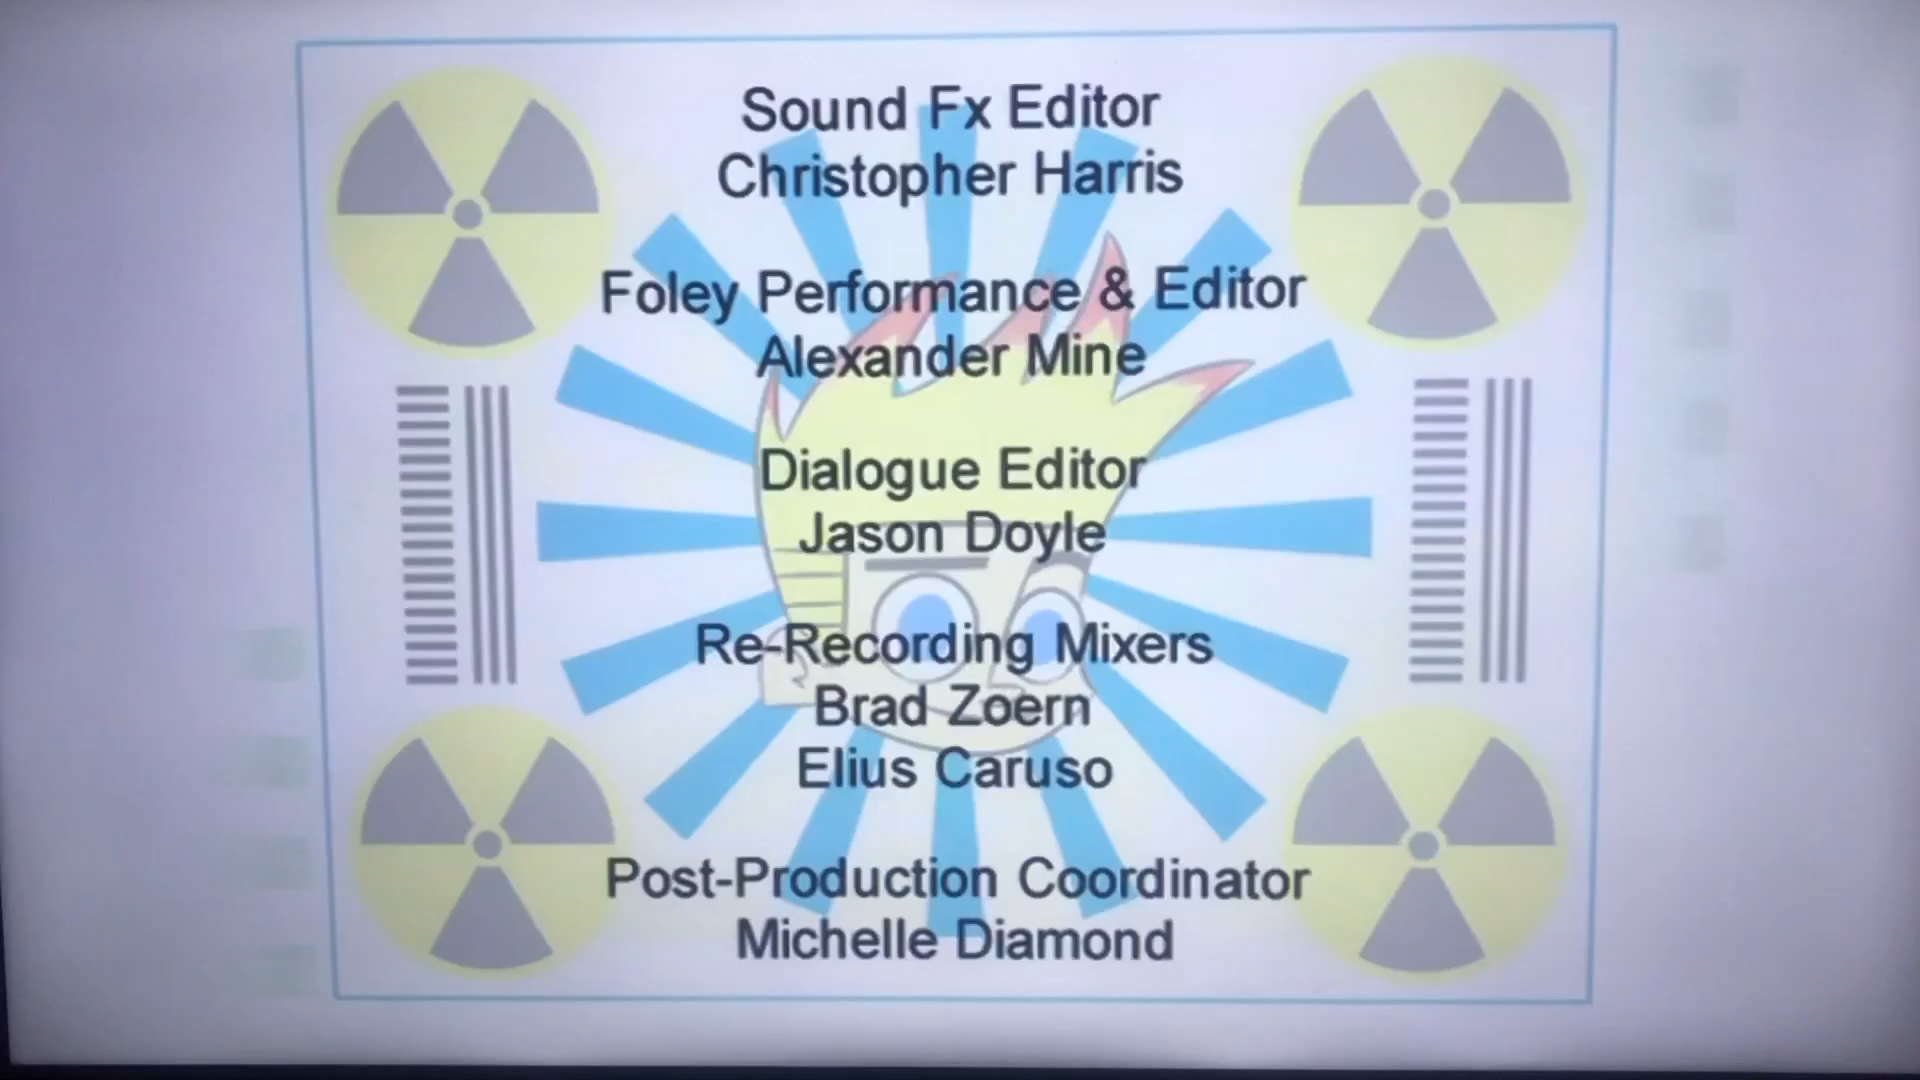 Sound Fx Editor
Christopher Harris
Foley Performance & Editor
Alexander Mine
Dialogue Editor
Jason Doyle
Re-Recording Mixers
Brad Zoern
Elius Caruso
Post-Production Coordinator
Michelle Diamond